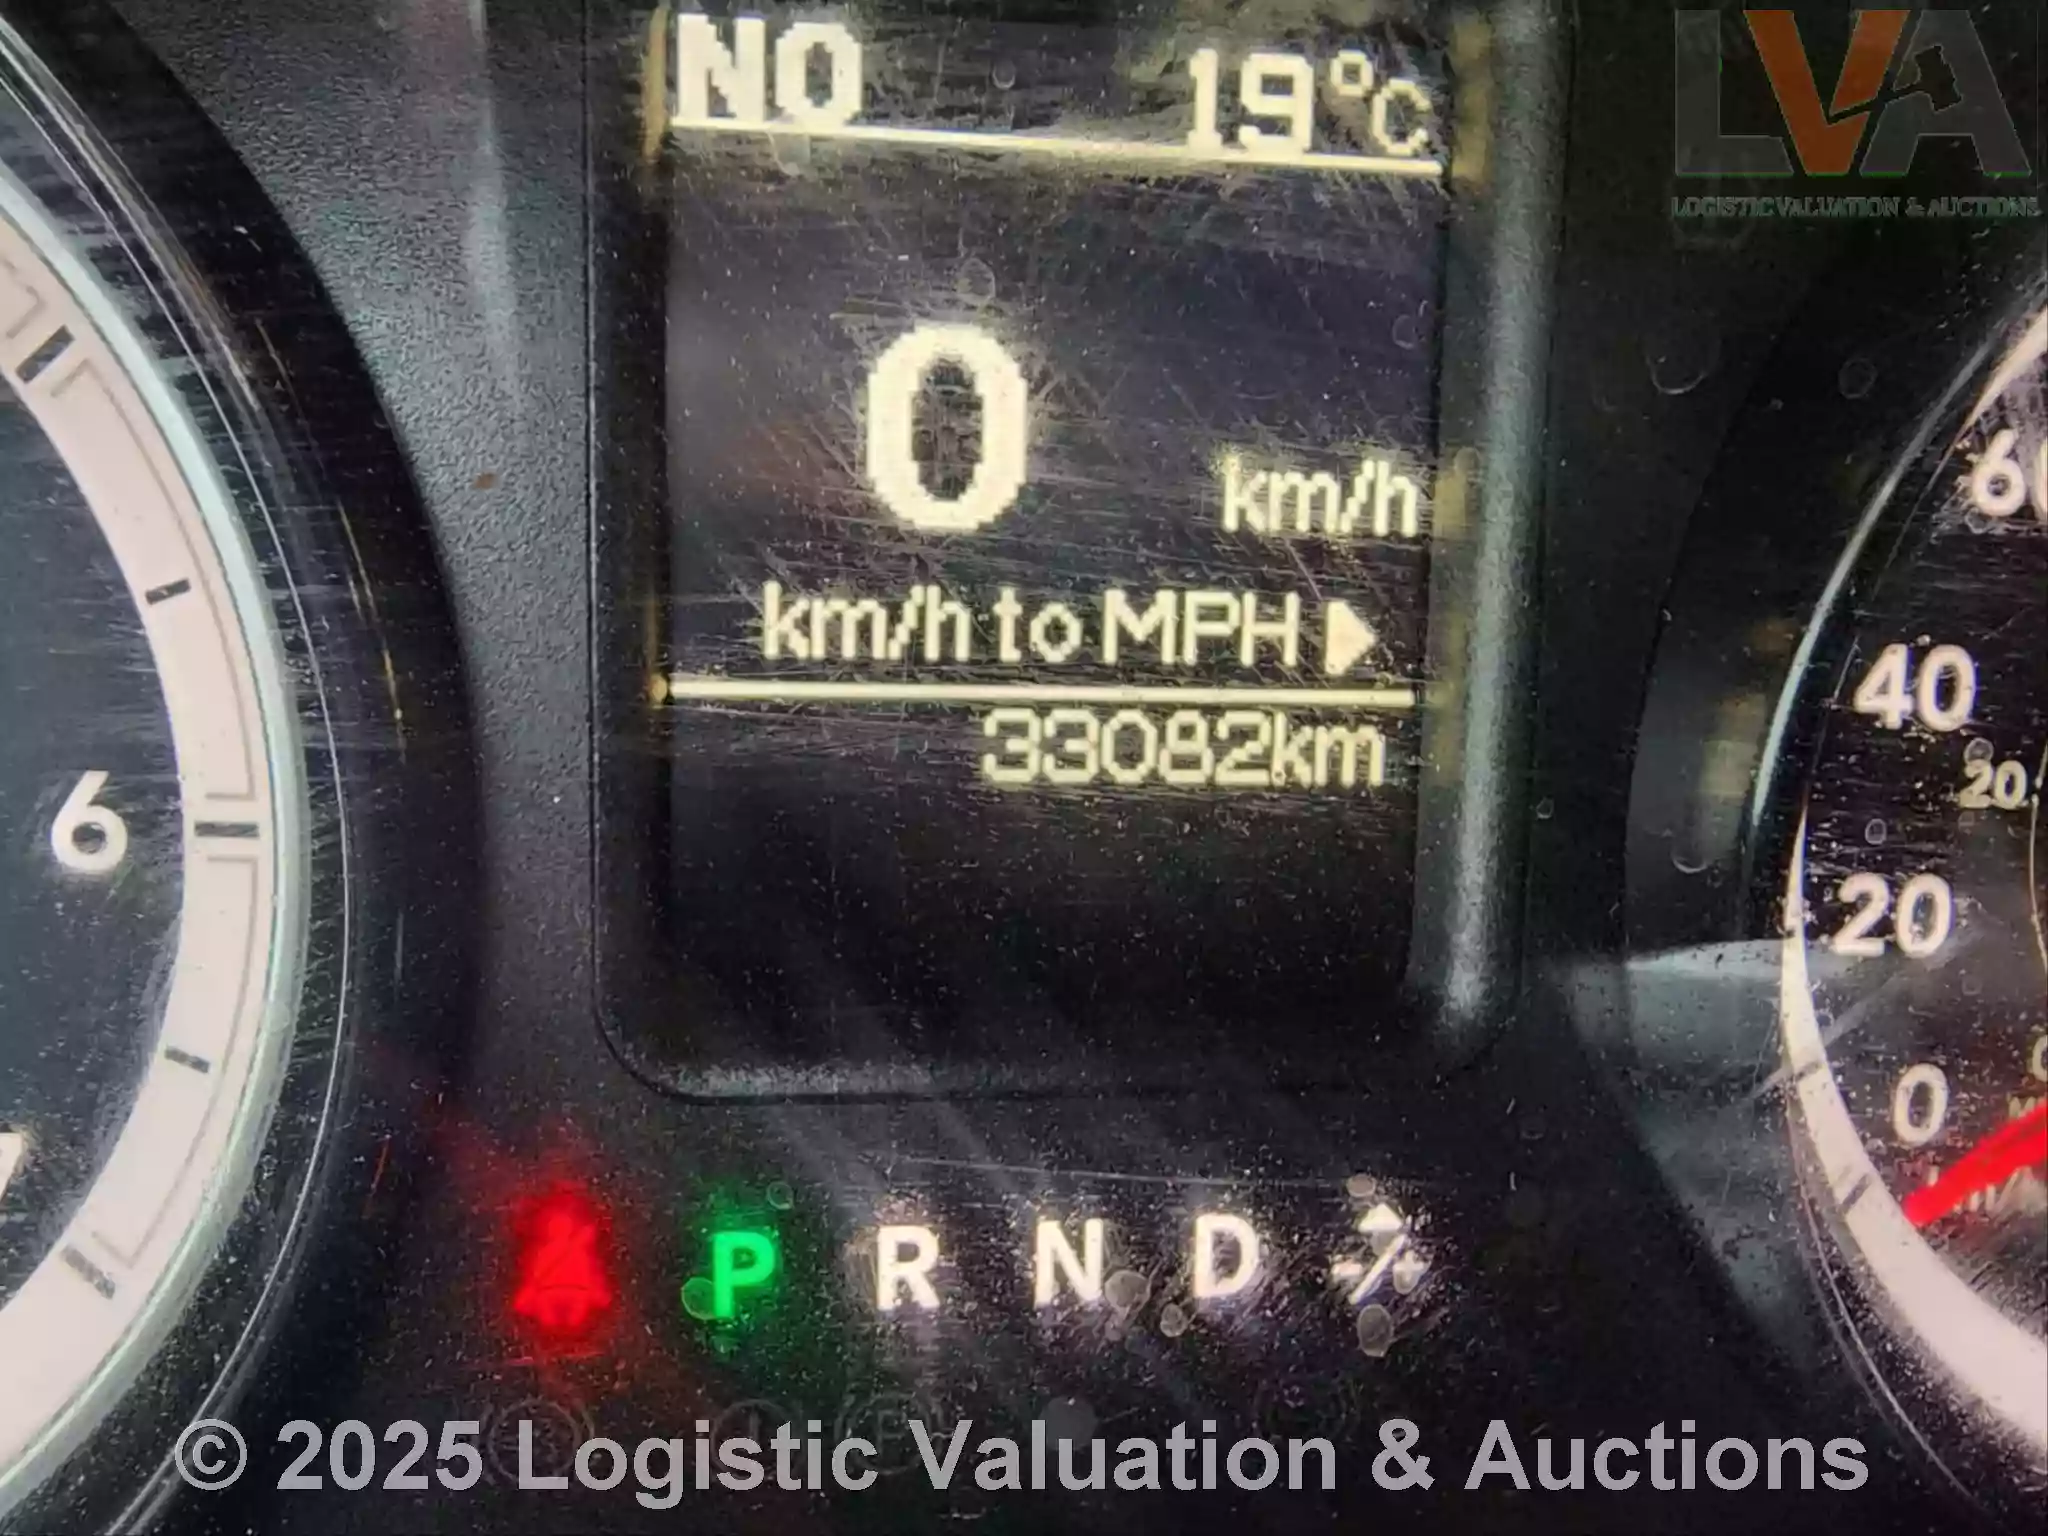 NO 19°C
LVA
LOGISTIC VALUATION & AUCTIONS
0 km/h
km/h to MPH
33082km
60
40
20
20
0
6
P R N D
© 2025 Logistic Valuation & Auctions